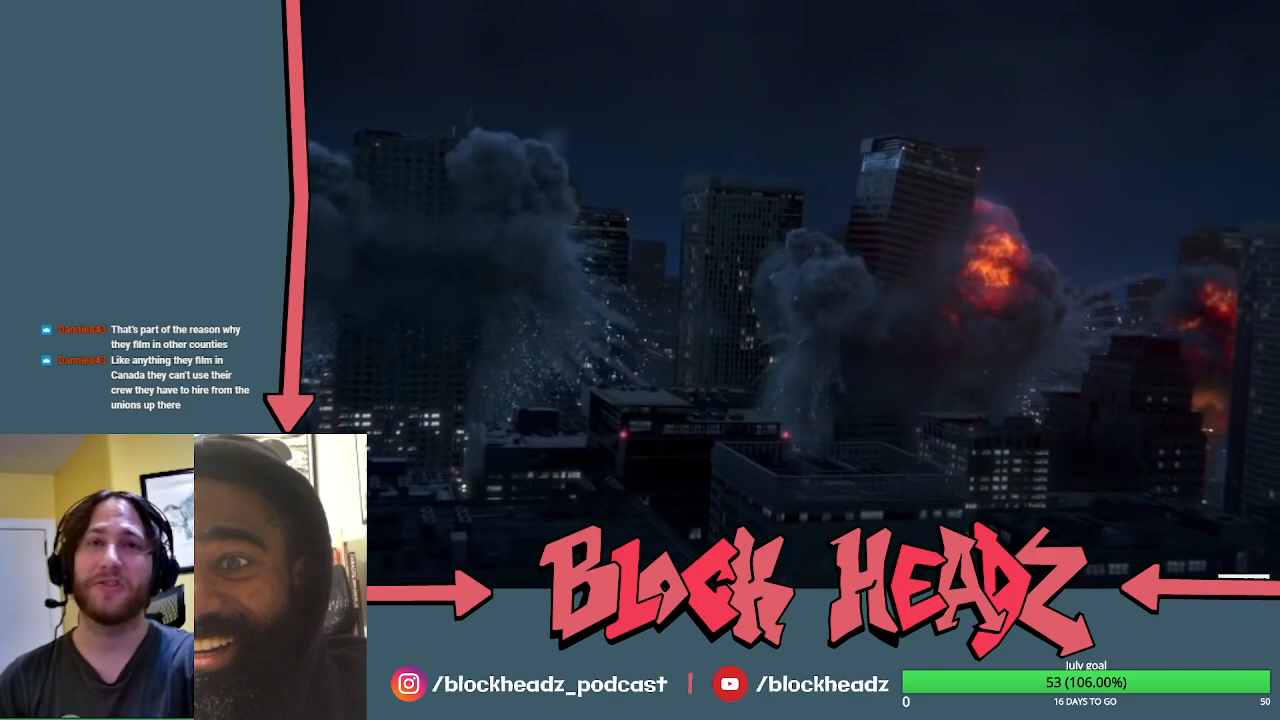 Dannie843 That's part of the reason why
they film in other counties
Dannie843 Like anything they film in
Canada they can't use their
crew they have to hire from the
unions up there
BLOCK HEADZ
/blockheadz_podcast | /blockheadz
July goal
53 (106.00%)
0 16 DAYS TO GO 50